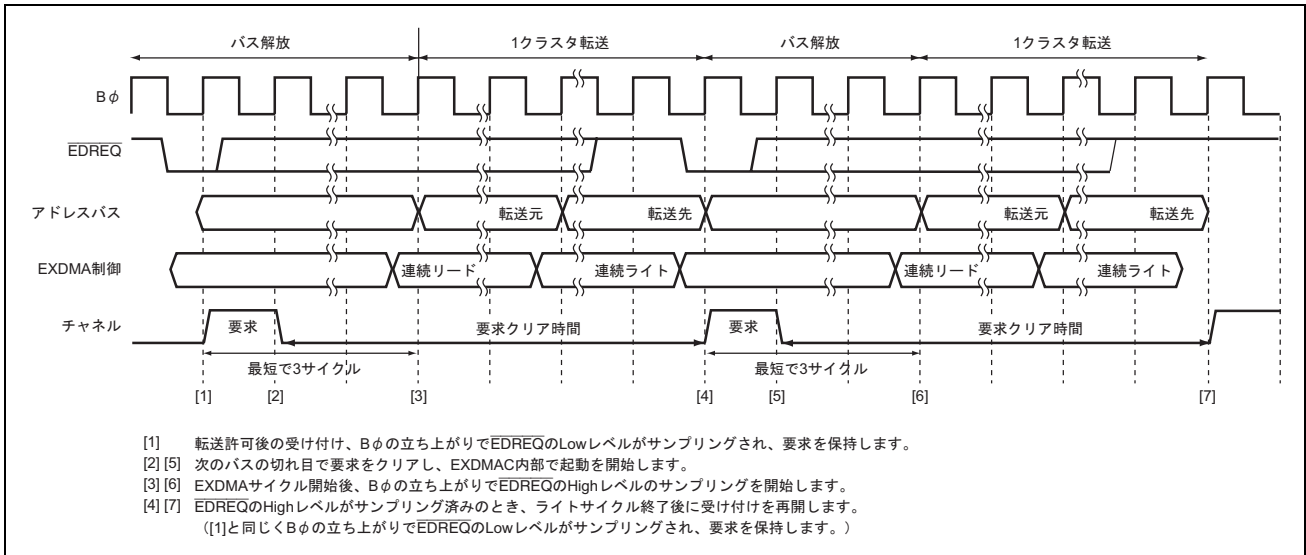 バス解放 1クラスタ転送 バス解放 1クラスタ転送
Bφ
EDREQ
アドレスバス 転送元 転送先 転送元 転送先
EXDMA制御 連続リード 連続ライト 連続リード 連続ライト
チャネル 要求 要求クリア時間 要求 要求クリア時間
最短で3サイクル 最短で3サイクル
[1] [2] [3] [4] [5] [6] [7]
[1] 転送許可後の受け付け、Bφの立ち上がりでEDREQのLowレベルがサンプリングされ、要求を保持します。
[2] [5] 次のバスの切れ目で要求をクリアし、EXDMAC内部で起動を開始します。
[3] [6] EXDMAサイクル開始後、Bφの立ち上がりでEDREQのHighレベルのサンプリングを開始します。
[4] [7] EDREQのHighレベルがサンプリング済みのとき、ライトサイクル終了後に受け付けを再開します。
（[1]と同じくBφの立ち上がりでEDREQのLowレベルがサンプリングされ、要求を保持します。）